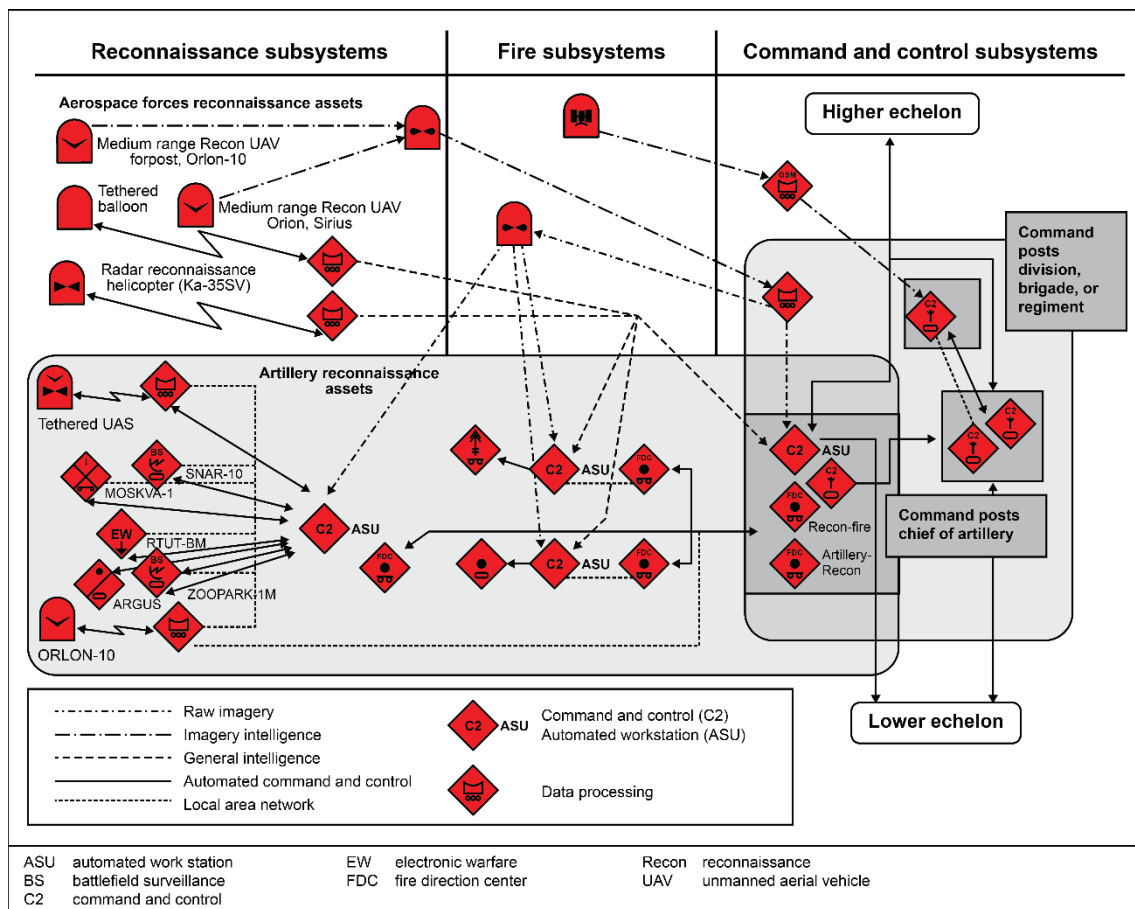 Reconnaissance subsystems
Fire subsystems
Command and control subsystems
Aerospace forces reconnaissance assets
Medium range Recon UAV
forpost, Orlon-10
Tethered
balloon
Medium range Recon UAV
Orion, Sirius
Radar reconnaissance
helicopter (Ka-35SV)
Higher echelon
GSM
Command
posts
division,
brigade, or
regiment
C2
C2
C2
Artillery reconnaissance
assets
Tethered UAS
BS
SNAR-10
I
MOSKVA-1
EW
RTUT-BM
BS
ZOOPARK-1M
ARGUS
ORLON-10
C2 ASU
FDC
C2 ASU
FDC
C2 ASU
FDC
C2 ASU
C2
FDC
Recon-fire
FDC
Artillery-
Recon
Command posts
chief of artillery
Lower echelon
Raw imagery
Imagery intelligence
General intelligence
Automated command and control
Local area network
C2 ASU
Command and control (C2)
Automated workstation (ASU)
Data processing
ASU automated work station
BS battlefield surveillance
C2 command and control
EW electronic warfare
FDC fire direction center
Recon reconnaissance
UAV unmanned aerial vehicle